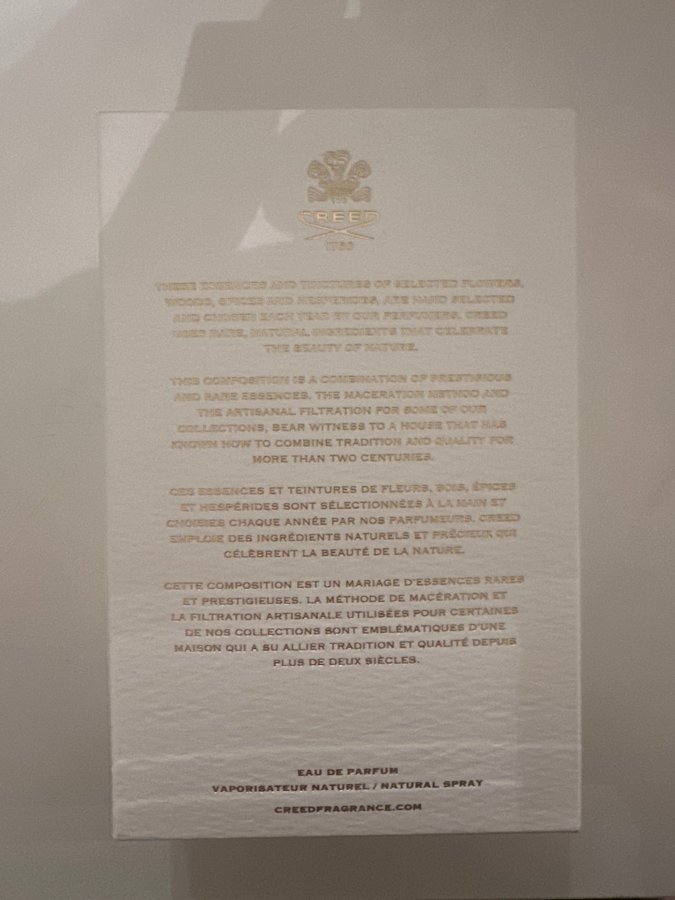 CREED
1760
THESE ESSENCES AND TINCTURES OF SELECTED FLOWERS,
WOODS, SPICES AND HESPERIDES, ARE HAND SELECTED
AND CHOSEN EACH YEAR BY OUR PERFUMERS. CREED
USES RARE, NATURAL INGREDIENTS THAT CELEBRATE
THE BEAUTY OF NATURE.
THIS COMPOSITION IS A COMBINATION OF PRESTIGIOUS
AND RARE ESSENCES. THE MACERATION METHOD AND
THE ARTISANAL FILTRATION FOR SOME OF OUR
COLLECTIONS, BEAR WITNESS TO A HOUSE THAT HAS
KNOWN HOW TO COMBINE TRADITION AND QUALITY FOR
MORE THAN TWO CENTURIES.
CES ESSENCES ET TEINTURES DE FLEURS, BOIS, ÉPICES
ET HESPÉRIDES SONT SÉLECTIONNÉES À LA MAIN ET
CHOISIES CHAQUE ANNÉE PAR NOS PARFUMEURS. CREED
EMPLOIE DES INGRÉDIENTS NATURELS ET PRÉCIEUX QUI
CÉLÈBRENT LA BEAUTÉ DE LA NATURE.
CETTE COMPOSITION EST UN MARIAGE D'ESSENCES RARES
ET PRESTIGIEUSES. LA MÉTHODE DE MACÉRATION ET
LA FILTRATION ARTISANALE UTILISÉES POUR CERTAINES
DE NOS COLLECTIONS SONT EMBLÉMATIQUES D'UNE
MAISON QUI A SU ALLIER TRADITION ET QUALITÉ DEPUIS
PLUS DE DEUX SIÈCLES.
EAU DE PARFUM
VAPORISATEUR NATUREL / NATURAL SPRAY
CREEDFRAGRANCE.COM